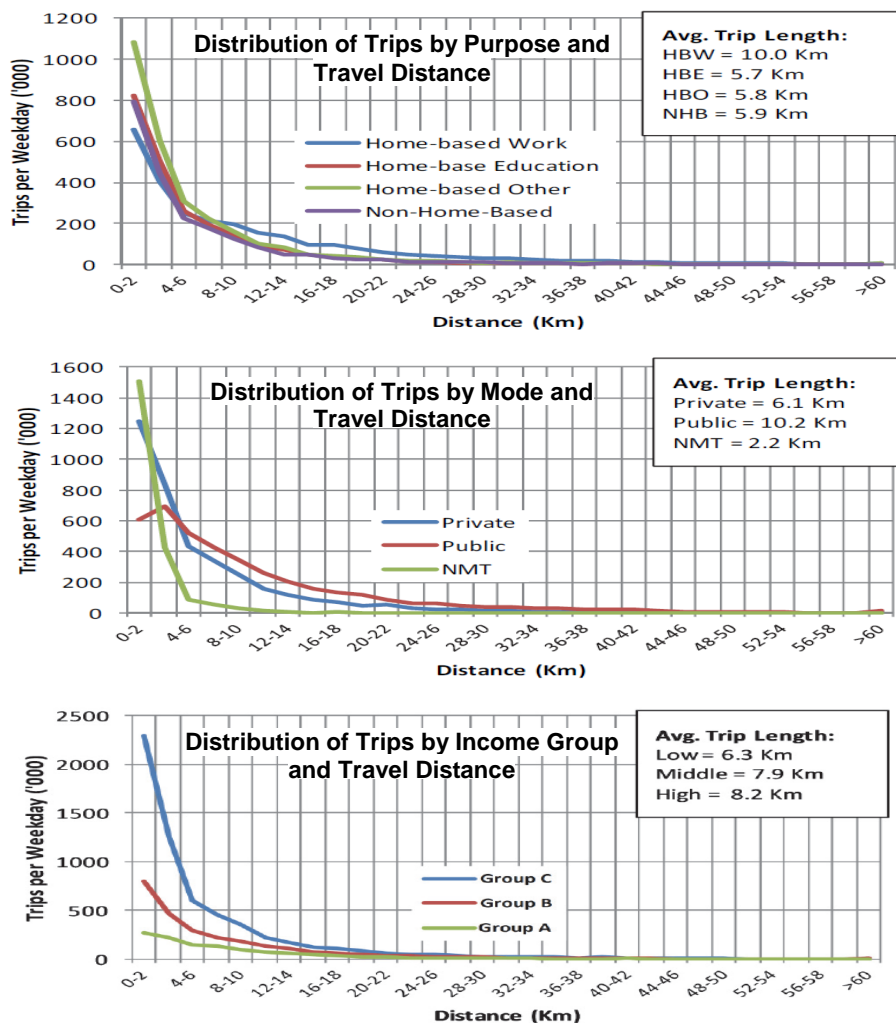 Distribution of Trips by Purpose and
Travel Distance
Avg. Trip Length:
HBW = 10.0 Km
HBE = 5.7 Km
HBO = 5.8 Km
NHB = 5.9 Km
Trips per Weekday ('000)
1200
1000
800
600
400
200
0
Home-based Work
Home-base Education
Home-based Other
Non-Home-Based
0-2
4-6
8-10
12-14
16-18
20-22
24-26
28-30
32-34
36-38
40-42
44-46
48-50
52-54
56-58
>60
Distance (Km)
Distribution of Trips by Mode and
Travel Distance
Avg. Trip Length:
Private = 6.1 Km
Public = 10.2 Km
NMT = 2.2 Km
Trips per Weekday ('000)
1600
1400
1200
1000
800
600
400
200
0
Private
Public
NMT
0-2
4-6
8-10
12-14
16-18
20-22
24-26
28-30
32-34
36-38
40-42
44-46
48-50
52-54
56-58
>60
Distance (Km)
Distribution of Trips by Income Group
and Travel Distance
Avg. Trip Length:
Low= 6.3 Km
Middle = 7.9 Km
High = 8.2 Km
Trips per Weekday ('000)
2500
2000
1500
1000
500
0
Group C
Group B
Group A
0-2
4-6
8-10
12-14
16-18
20-22
24-26
28-30
32-34
36-38
40-42
44-46
48-50
52-54
56-58
>60
Distance (Km)